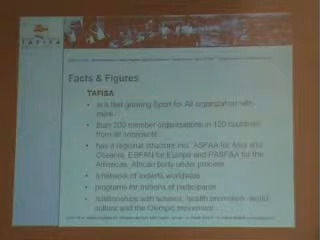 TAFISA
Facts & Figures
TAFISA
• is a fast growing Sport for All organization with
more
• than 200 member organizations in 130 countries
from all continents
• has a regional structure incl. ASFAA for Asia and
Oceania, ESFAN for Europe and PASFAA for the
Americas, African body under process
• a network of experts worldwide
• programs for millions of participants
• relationships with science, health promotion, world
culture and the Olympic movement